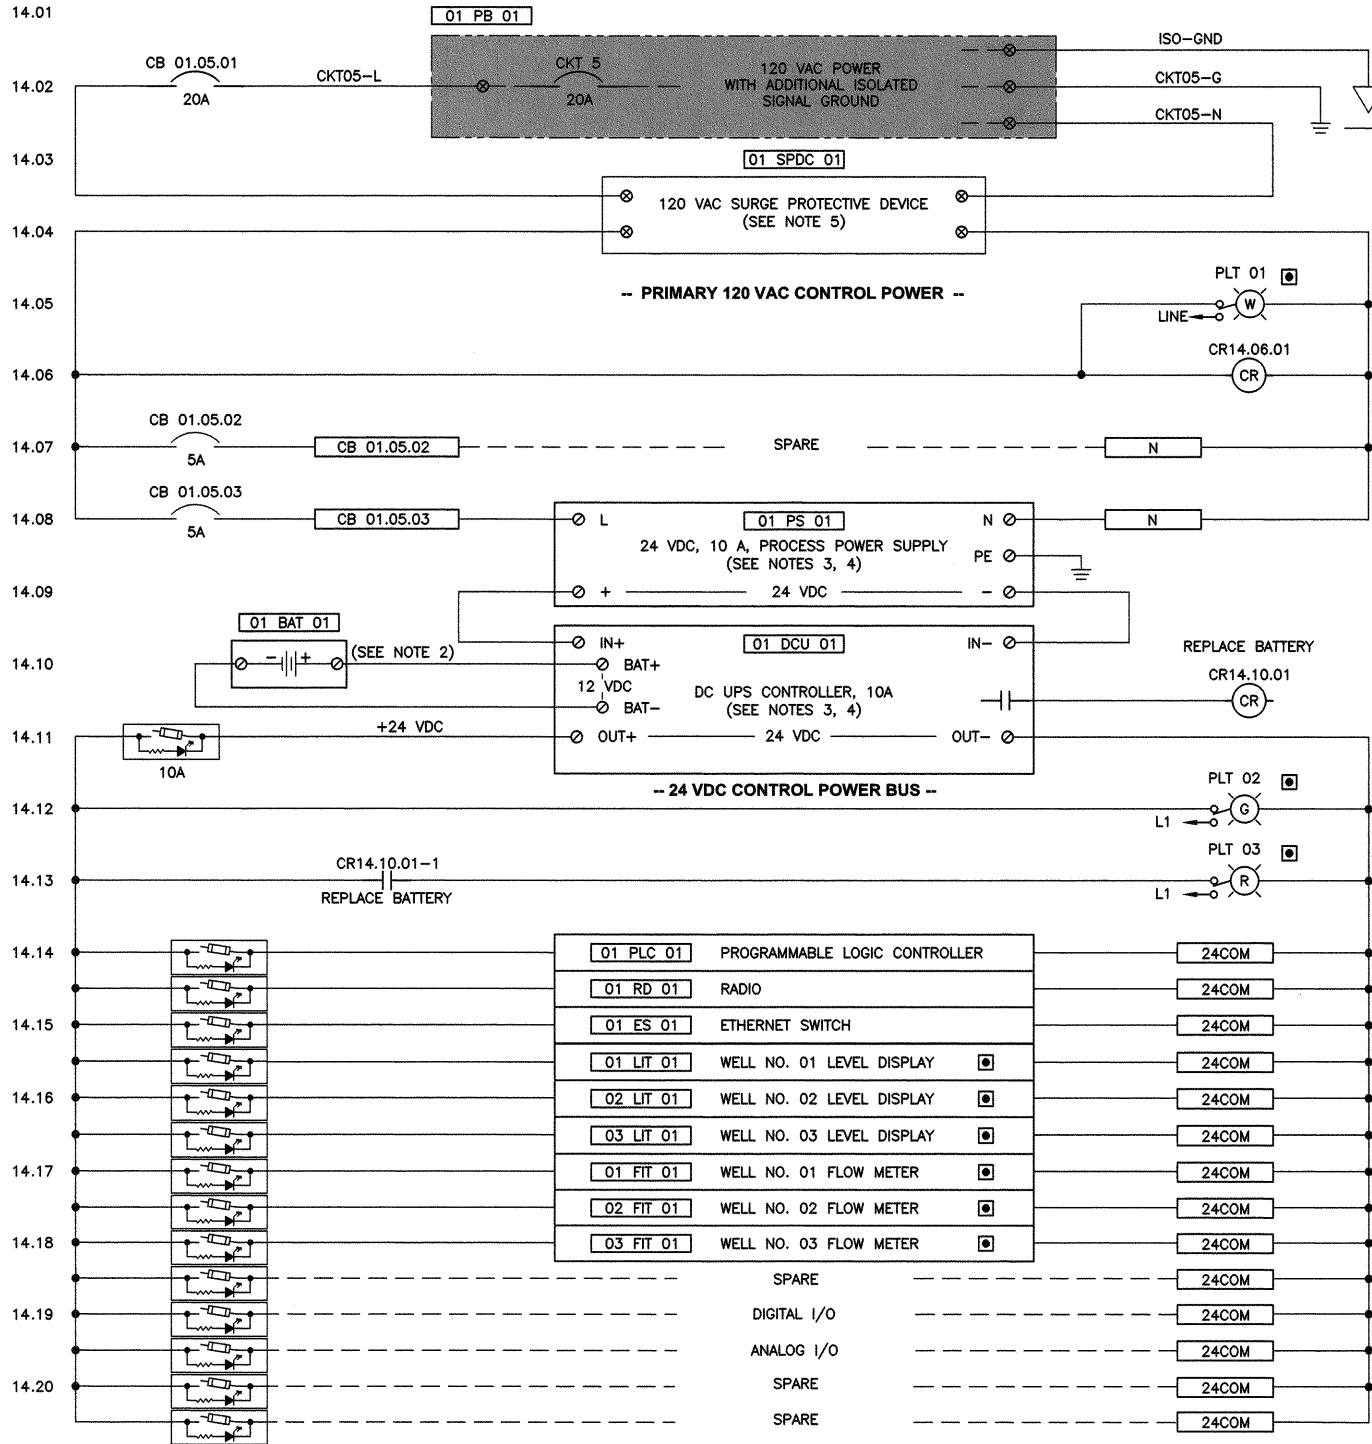 14.01
01 PB 01
ISO-GND
CB 01.05.01
CKT05-L
CKT 5
120 VAC POWER
WITH ADDITIONAL ISOLATED
SIGNAL GROUND
CKT05-G
14.02
20A
20A
CKT05-N
14.03
01 SPDC 01
120 VAC SURGE PROTECTIVE DEVICE
(SEE NOTE 5)
14.04
-- PRIMARY 120 VAC CONTROL POWER --
PLT 01
14.05
W
LINE
CR14.06.01
14.06
CR
CB 01.05.02
14.07
CB 01.05.02
SPARE
N
5A
CB 01.05.03
14.08
CB 01.05.03
L
01 PS 01
N
N
5A
24 VDC, 10 A, PROCESS POWER SUPPLY
(SEE NOTES 3, 4)
PE
14.09
+
24 VDC
-
01 BAT 01
IN+
01 DCU 01
IN-
(SEE NOTE 2)
REPLACE BATTERY
14.10
- +
BAT+
CR14.10.01
12 VDC
DC UPS CONTROLLER, 10A
(SEE NOTES 3, 4)
CR
BAT-
+24 VDC
14.11
OUT+
24 VDC
OUT-
10A
-- 24 VDC CONTROL POWER BUS --
PLT 02
14.12
G
L1
PLT 03
CR14.10.01-1
14.13
R
REPLACE BATTERY
L1
14.14
01 PLC 01 PROGRAMMABLE LOGIC CONTROLLER
24COM
01 RD 01 RADIO
24COM
14.15
01 ES 01 ETHERNET SWITCH
24COM
01 LIT 01 WELL NO. 01 LEVEL DISPLAY
24COM
14.16
02 LIT 01 WELL NO. 02 LEVEL DISPLAY
24COM
03 LIT 01 WELL NO. 03 LEVEL DISPLAY
24COM
14.17
01 FIT 01 WELL NO. 01 FLOW METER
24COM
02 FIT 01 WELL NO. 02 FLOW METER
24COM
14.18
03 FIT 01 WELL NO. 03 FLOW METER
24COM
SPARE
24COM
14.19
DIGITAL I/O
24COM
ANALOG I/O
24COM
14.20
SPARE
24COM
SPARE
24COM